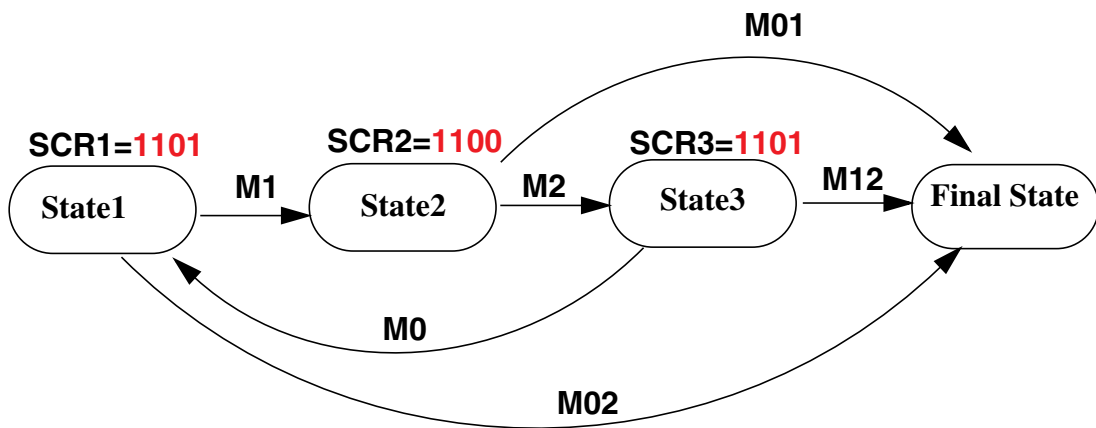 M01
SCR1=1101
SCR2=1100
SCR3=1101
State1
M1
State2
M2
State3
M12
Final State
M0
M02